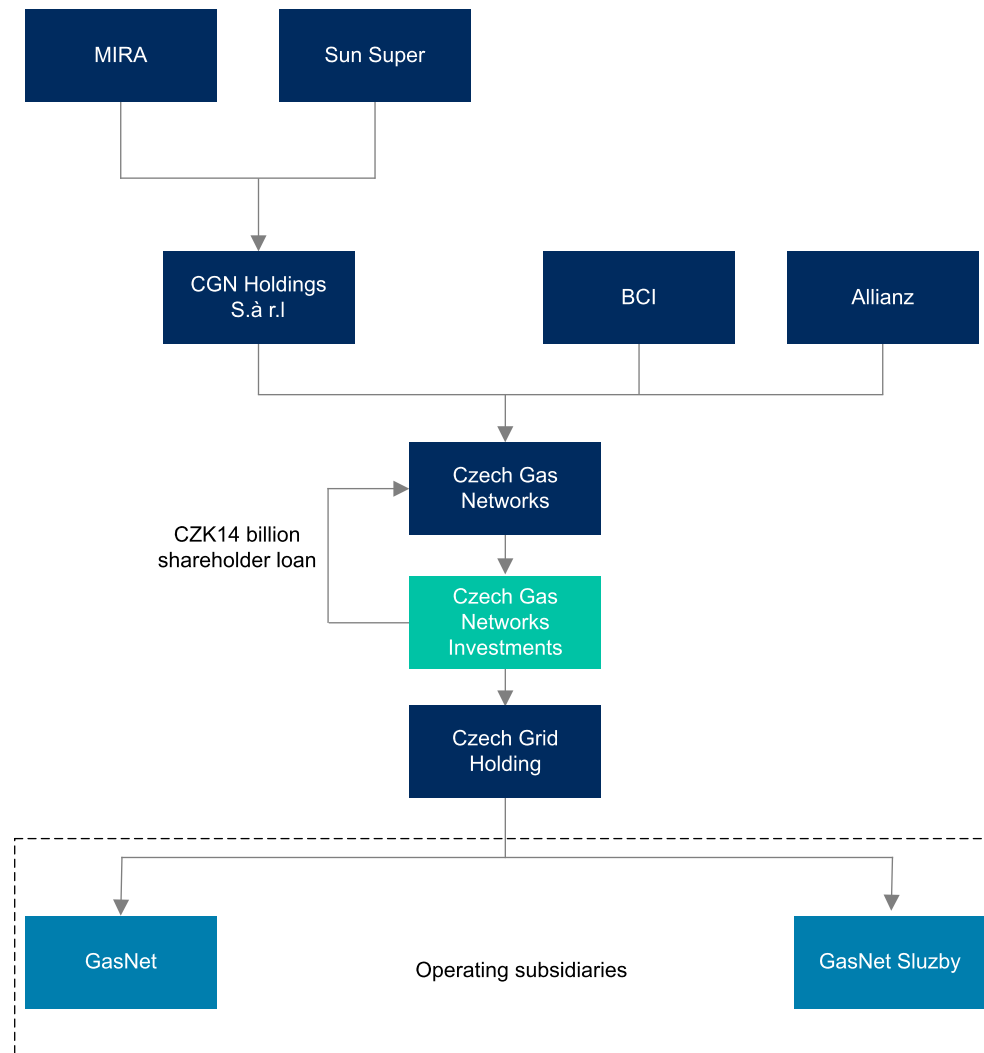 MIRA
Sun Super
CGN Holdings
S.à r.l
BCI
Allianz
Czech Gas
Networks
CZK14 billion
shareholder loan
Czech Gas
Networks
Investments
Czech Grid
Holding
GasNet
Operating subsidiaries
GasNet Sluzby